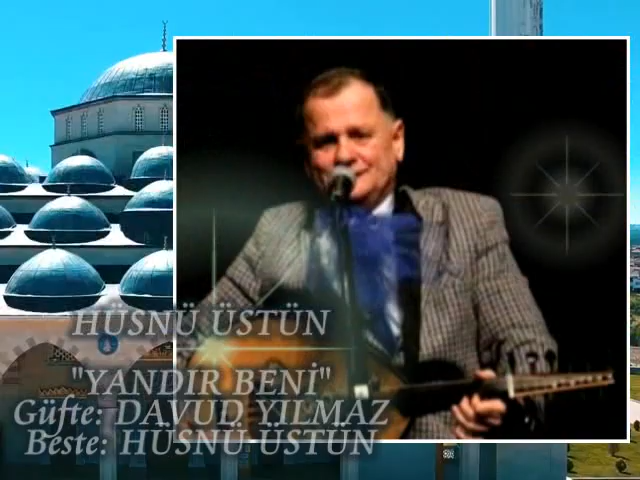 HÜSNÜ ÜSTÜN
"YANDIR BENİ"
Güfte: DAVUD YILMAZ
Beste: HÜSNÜ ÜSTÜN